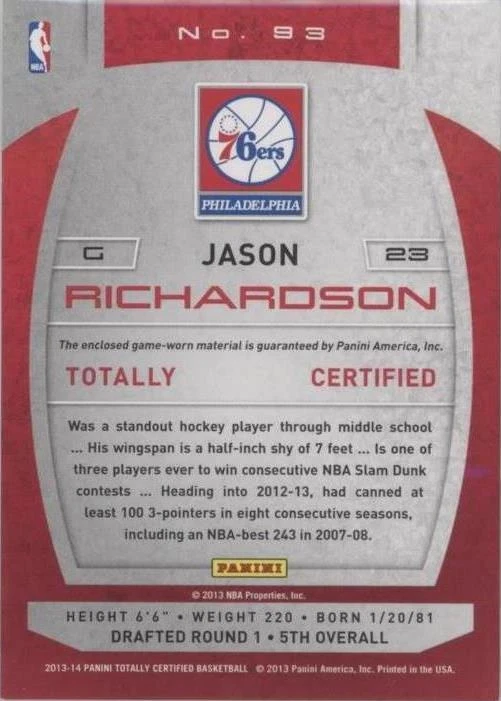 No. 93
NBA
76ers
PHILADELPHIA
G JASON 23
RICHARDSON
The enclosed game-worn material is guaranteed by Panini America, Inc.
TOTALLY CERTIFIED
Was a standout hockey player through middle school
... His wingspan is a half-inch shy of 7 feet ... Is one of
three players ever to win consecutive NBA Slam Dunk
contests ... Heading into 2012-13, had canned at
least 100 3-pointers in eight consecutive seasons,
including an NBA-best 243 in 2007-08.
PANINI
© 2013 NBA Properties, Inc.
HEIGHT 6'6" • WEIGHT 220 • BORN 1/20/81
DRAFTED ROUND 1 • 5TH OVERALL
2013-14 PANINI TOTALLY CERTIFIED BASKETBALL © 2013 Panini America, Inc. Printed in the USA.